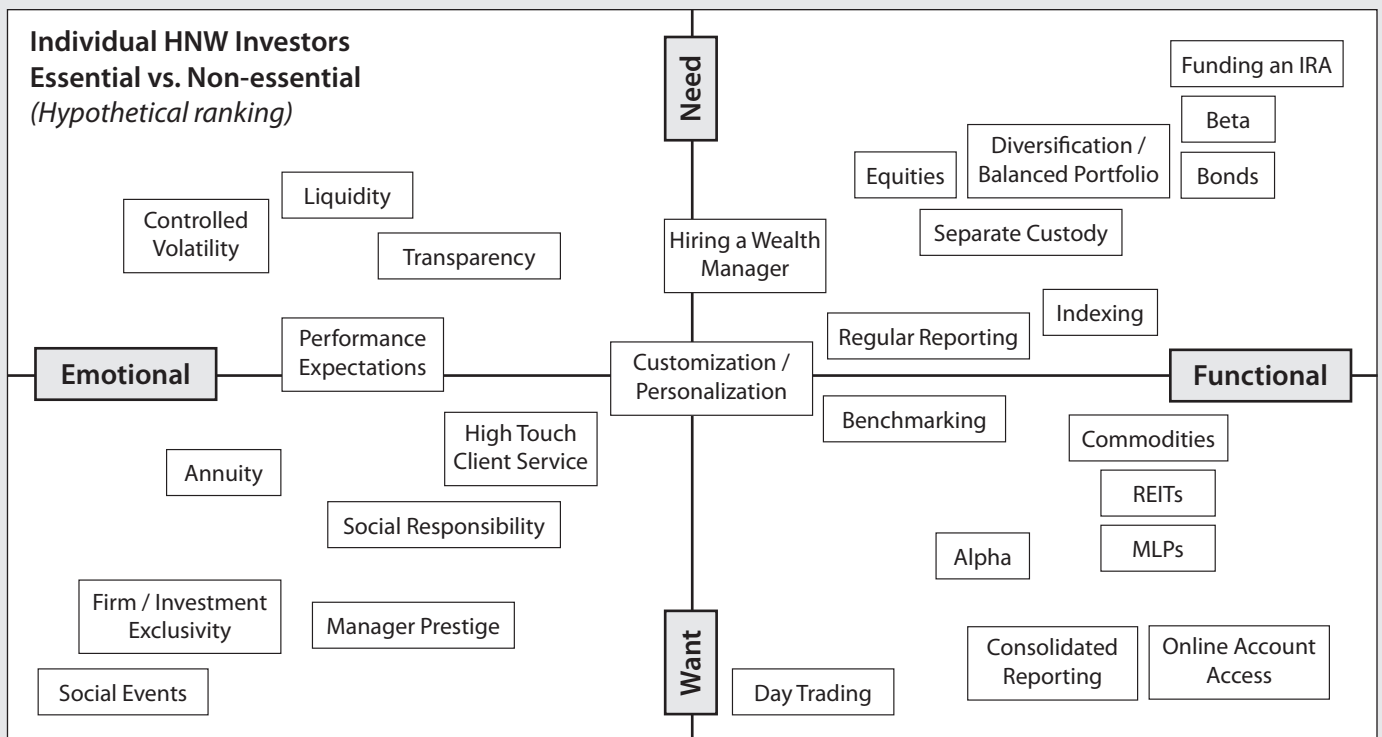 Individual HNW Investors
Essential vs. Non-essential
(Hypothetical ranking)
Need
Funding an IRA
Beta
Diversification /
Balanced Portfolio
Equities
Bonds
Liquidity
Controlled
Volatility
Transparency
Hiring a Wealth
Manager
Separate Custody
Indexing
Regular Reporting
Performance
Expectations
Emotional
Customization /
Personalization
Functional
Benchmarking
Commodities
High Touch
Client Service
Annuity
REITs
Social Responsibility
Alpha
MLPs
Firm / Investment
Exclusivity
Manager Prestige
Want
Consolidated
Reporting
Online Account
Access
Social Events
Day Trading